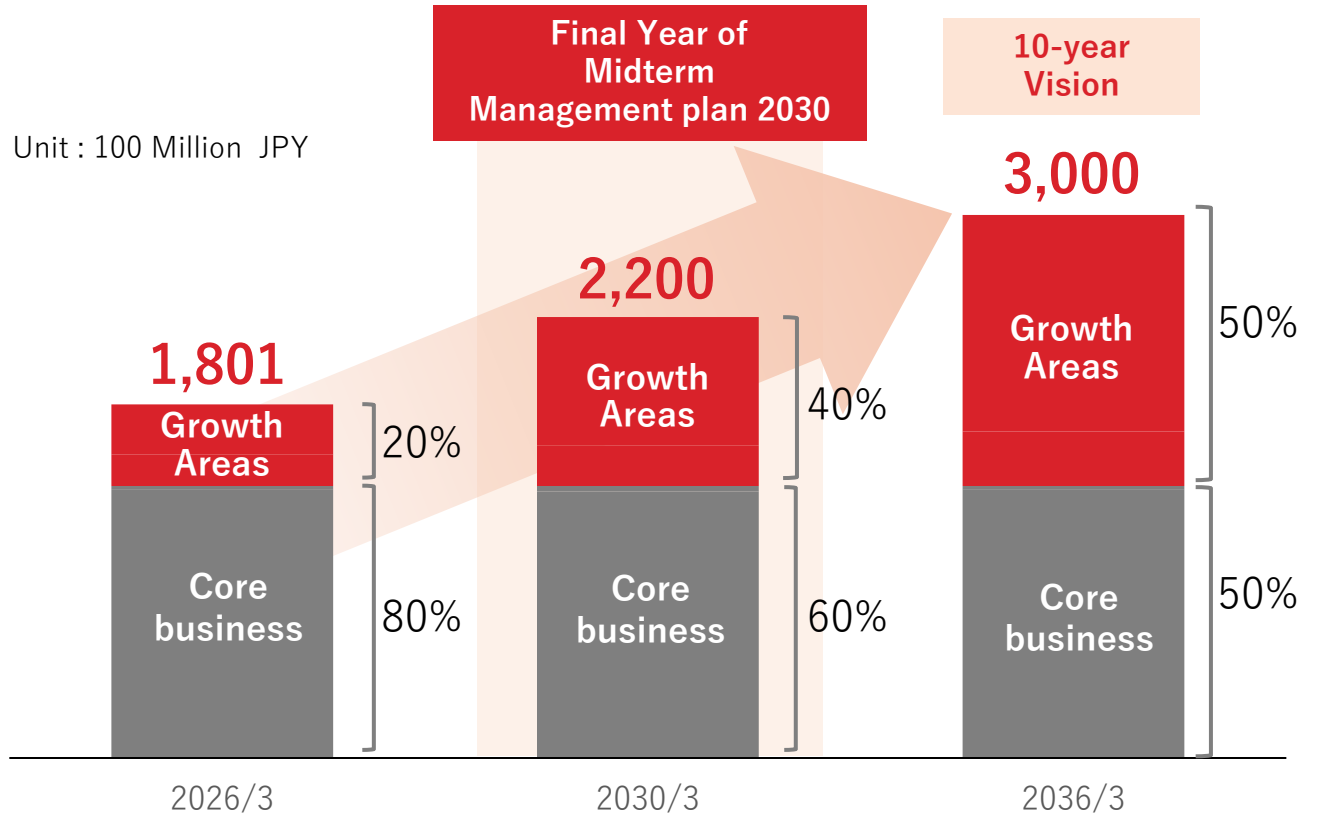 Final Year of
Midterm
Management plan 2030
10-year
Vision
Unit : 100 Million  JPY
3,000
2,200
1,801
Growth
Areas
20%
Growth
Areas
40%
Growth
Areas
50%
Core
business
80%
Core
business
60%
Core
business
50%
2026/3
2030/3
2036/3